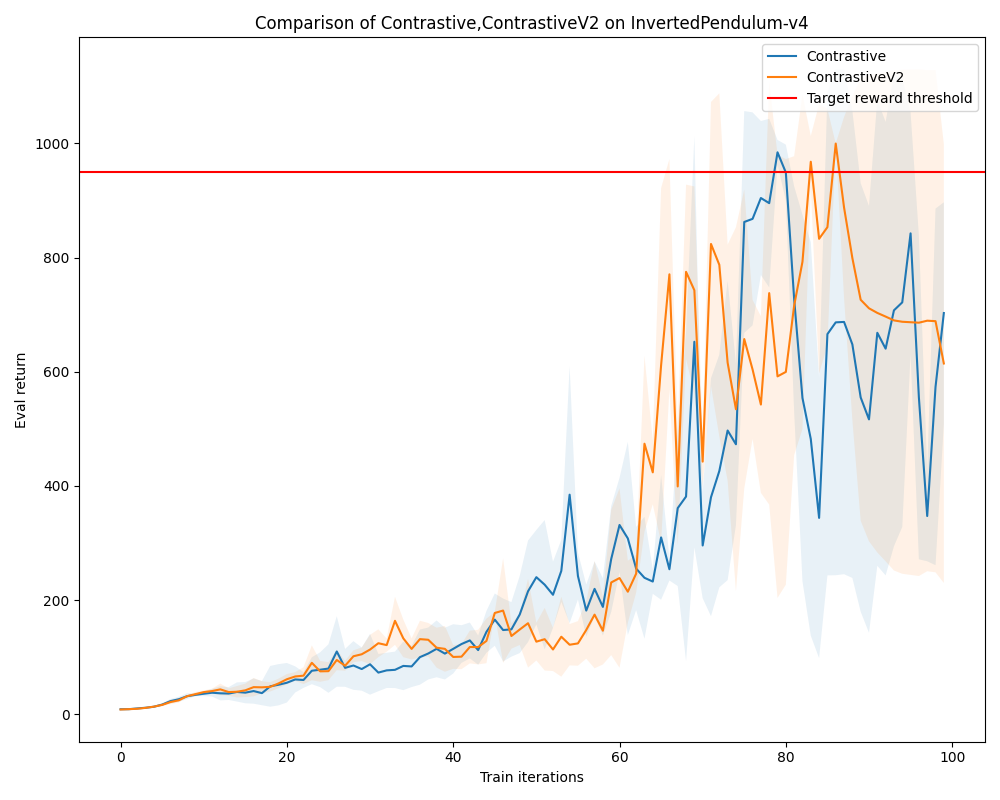 Comparison of Contrastive,ContrastiveV2 on InvertedPendulum-v4
Contrastive
ContrastiveV2
Target reward threshold
1000
800
600
400
200
0
Eval return
0 20 40 60 80 100
Train iterations